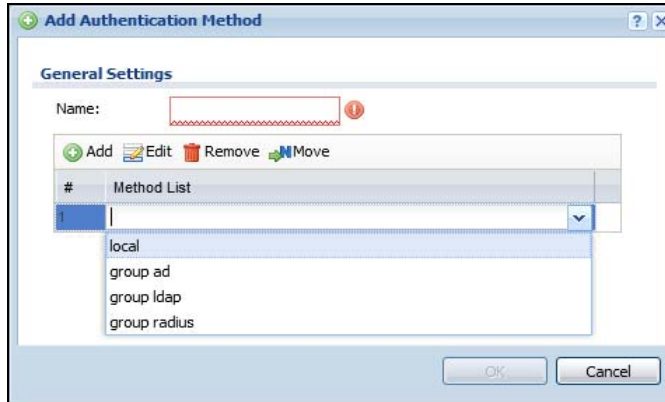 Add Authentication Method
General Settings
Name:
Add Edit Remove Move
# Method List
1
local
group ad
group ldap
group radius
OK Cancel